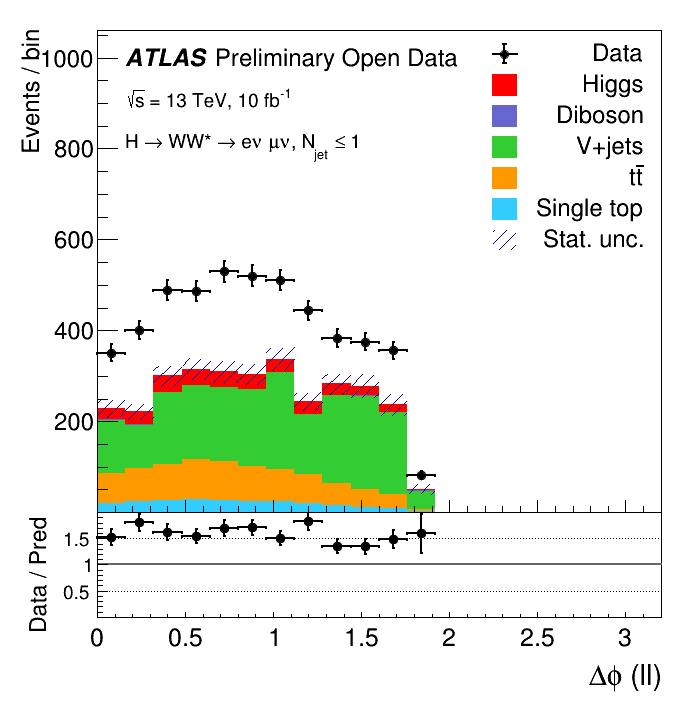 ATLAS Preliminary Open Data
√s = 13 TeV, 10 fb⁻¹
H → WW* → eν μν, N_jet ≤ 1
Data
Higgs
Diboson
V+jets
tt̄
Single top
Stat. unc.
Events / bin
1000
800
600
400
200
Data / Pred
1.5
1
0.5
0 0.5 1 1.5 2 2.5 3
Δϕ (ll)